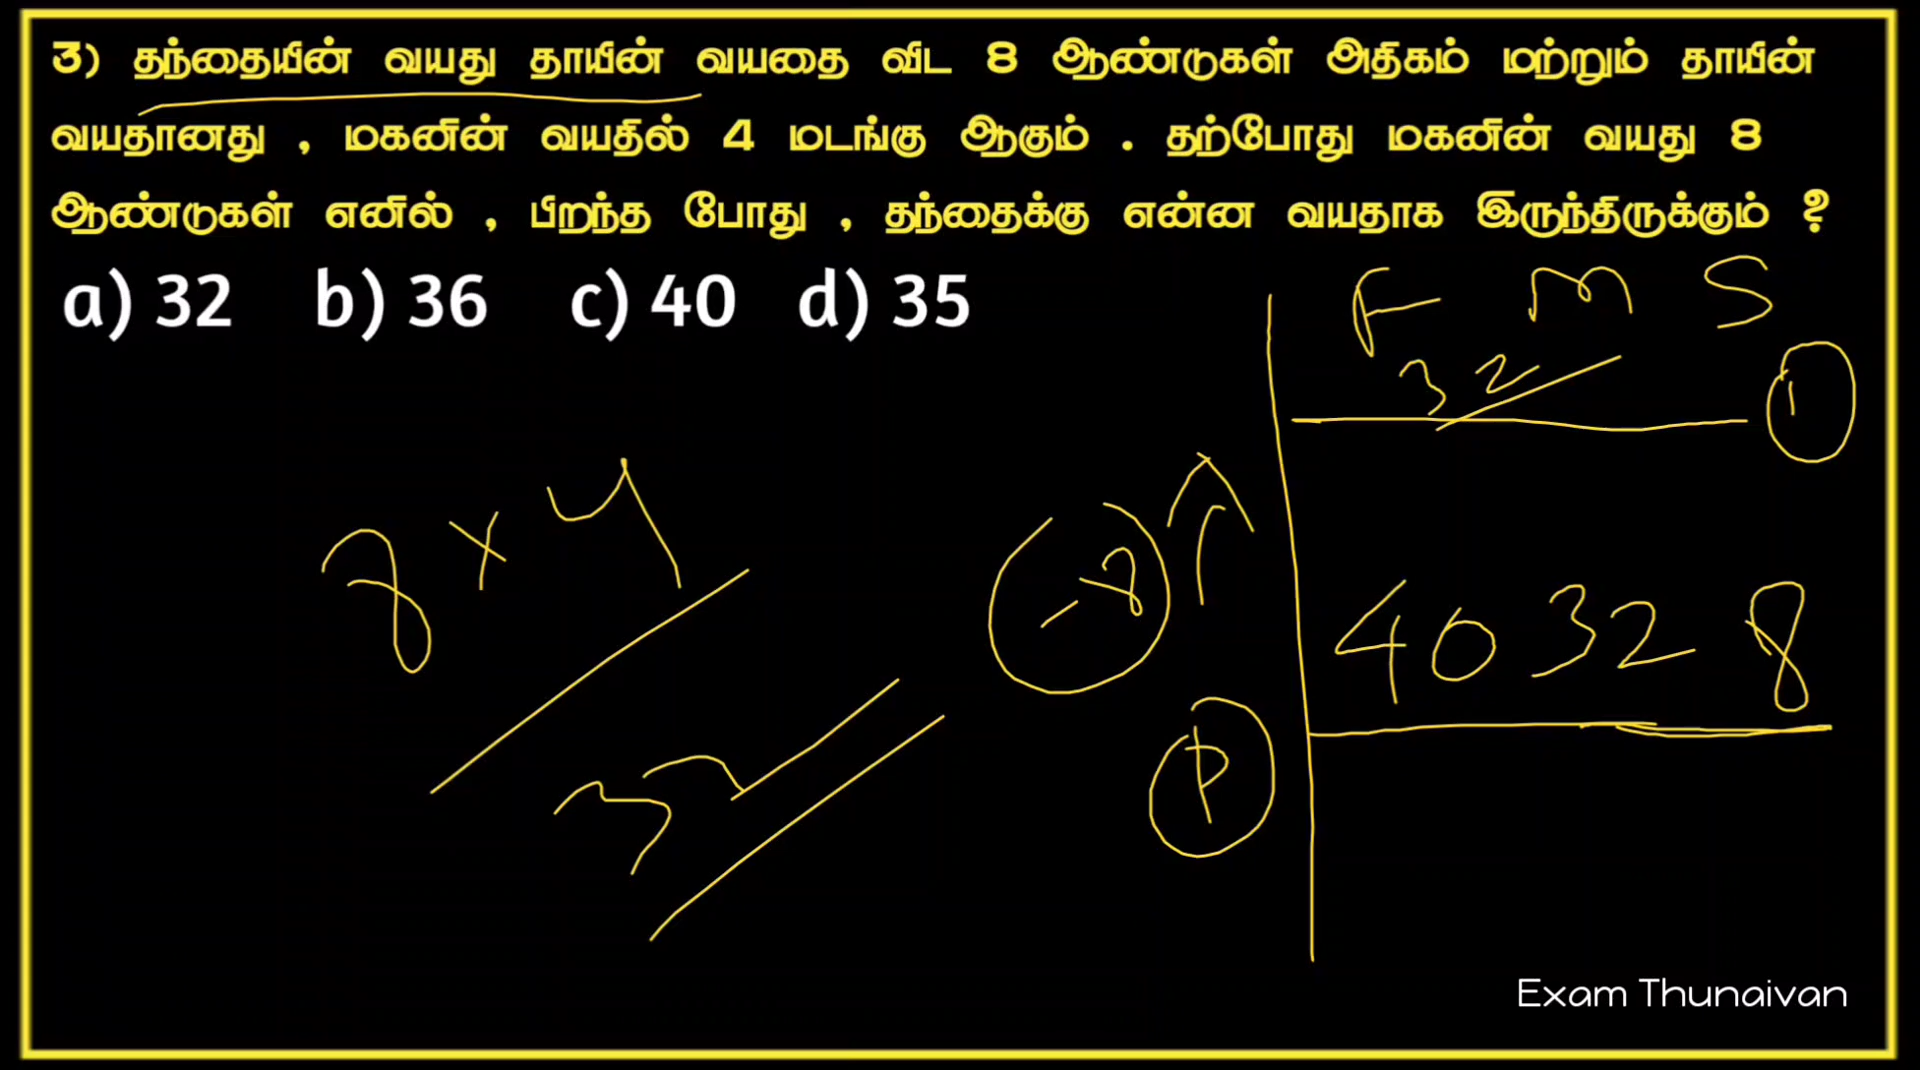 3) தந்தையின் வயது தாயின் வயதை விட 8 ஆண்டுகள் அதிகம் மற்றும் தாயின்
வயதானது , மகனின் வயதில் 4 மடங்கு ஆகும் . தற்போது மகனின் வயது 8
ஆண்டுகள் எனில் , பிறந்த போது , தந்தைக்கு என்ன வயதாக இருந்திருக்கும் ?
a) 32 b) 36 c) 40 d) 35
F M S
32 1
8 x 4
-8
40 32 8
32
P
Exam Thunaivan